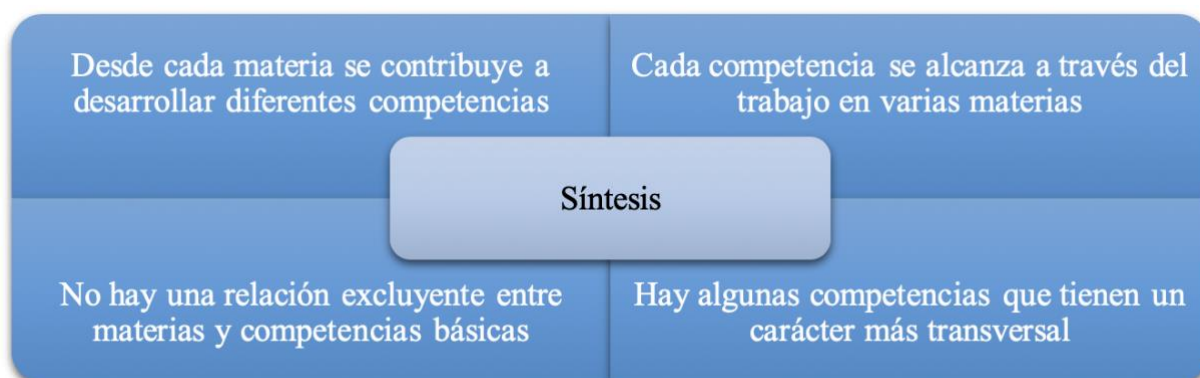 Desde cada materia se contribuye a
desarrollar diferentes competencias
Cada competencia se alcanza a través del
trabajo en varias materias
Síntesis
No hay una relación excluyente entre
materias y competencias básicas
Hay algunas competencias que tienen un
carácter más transversal